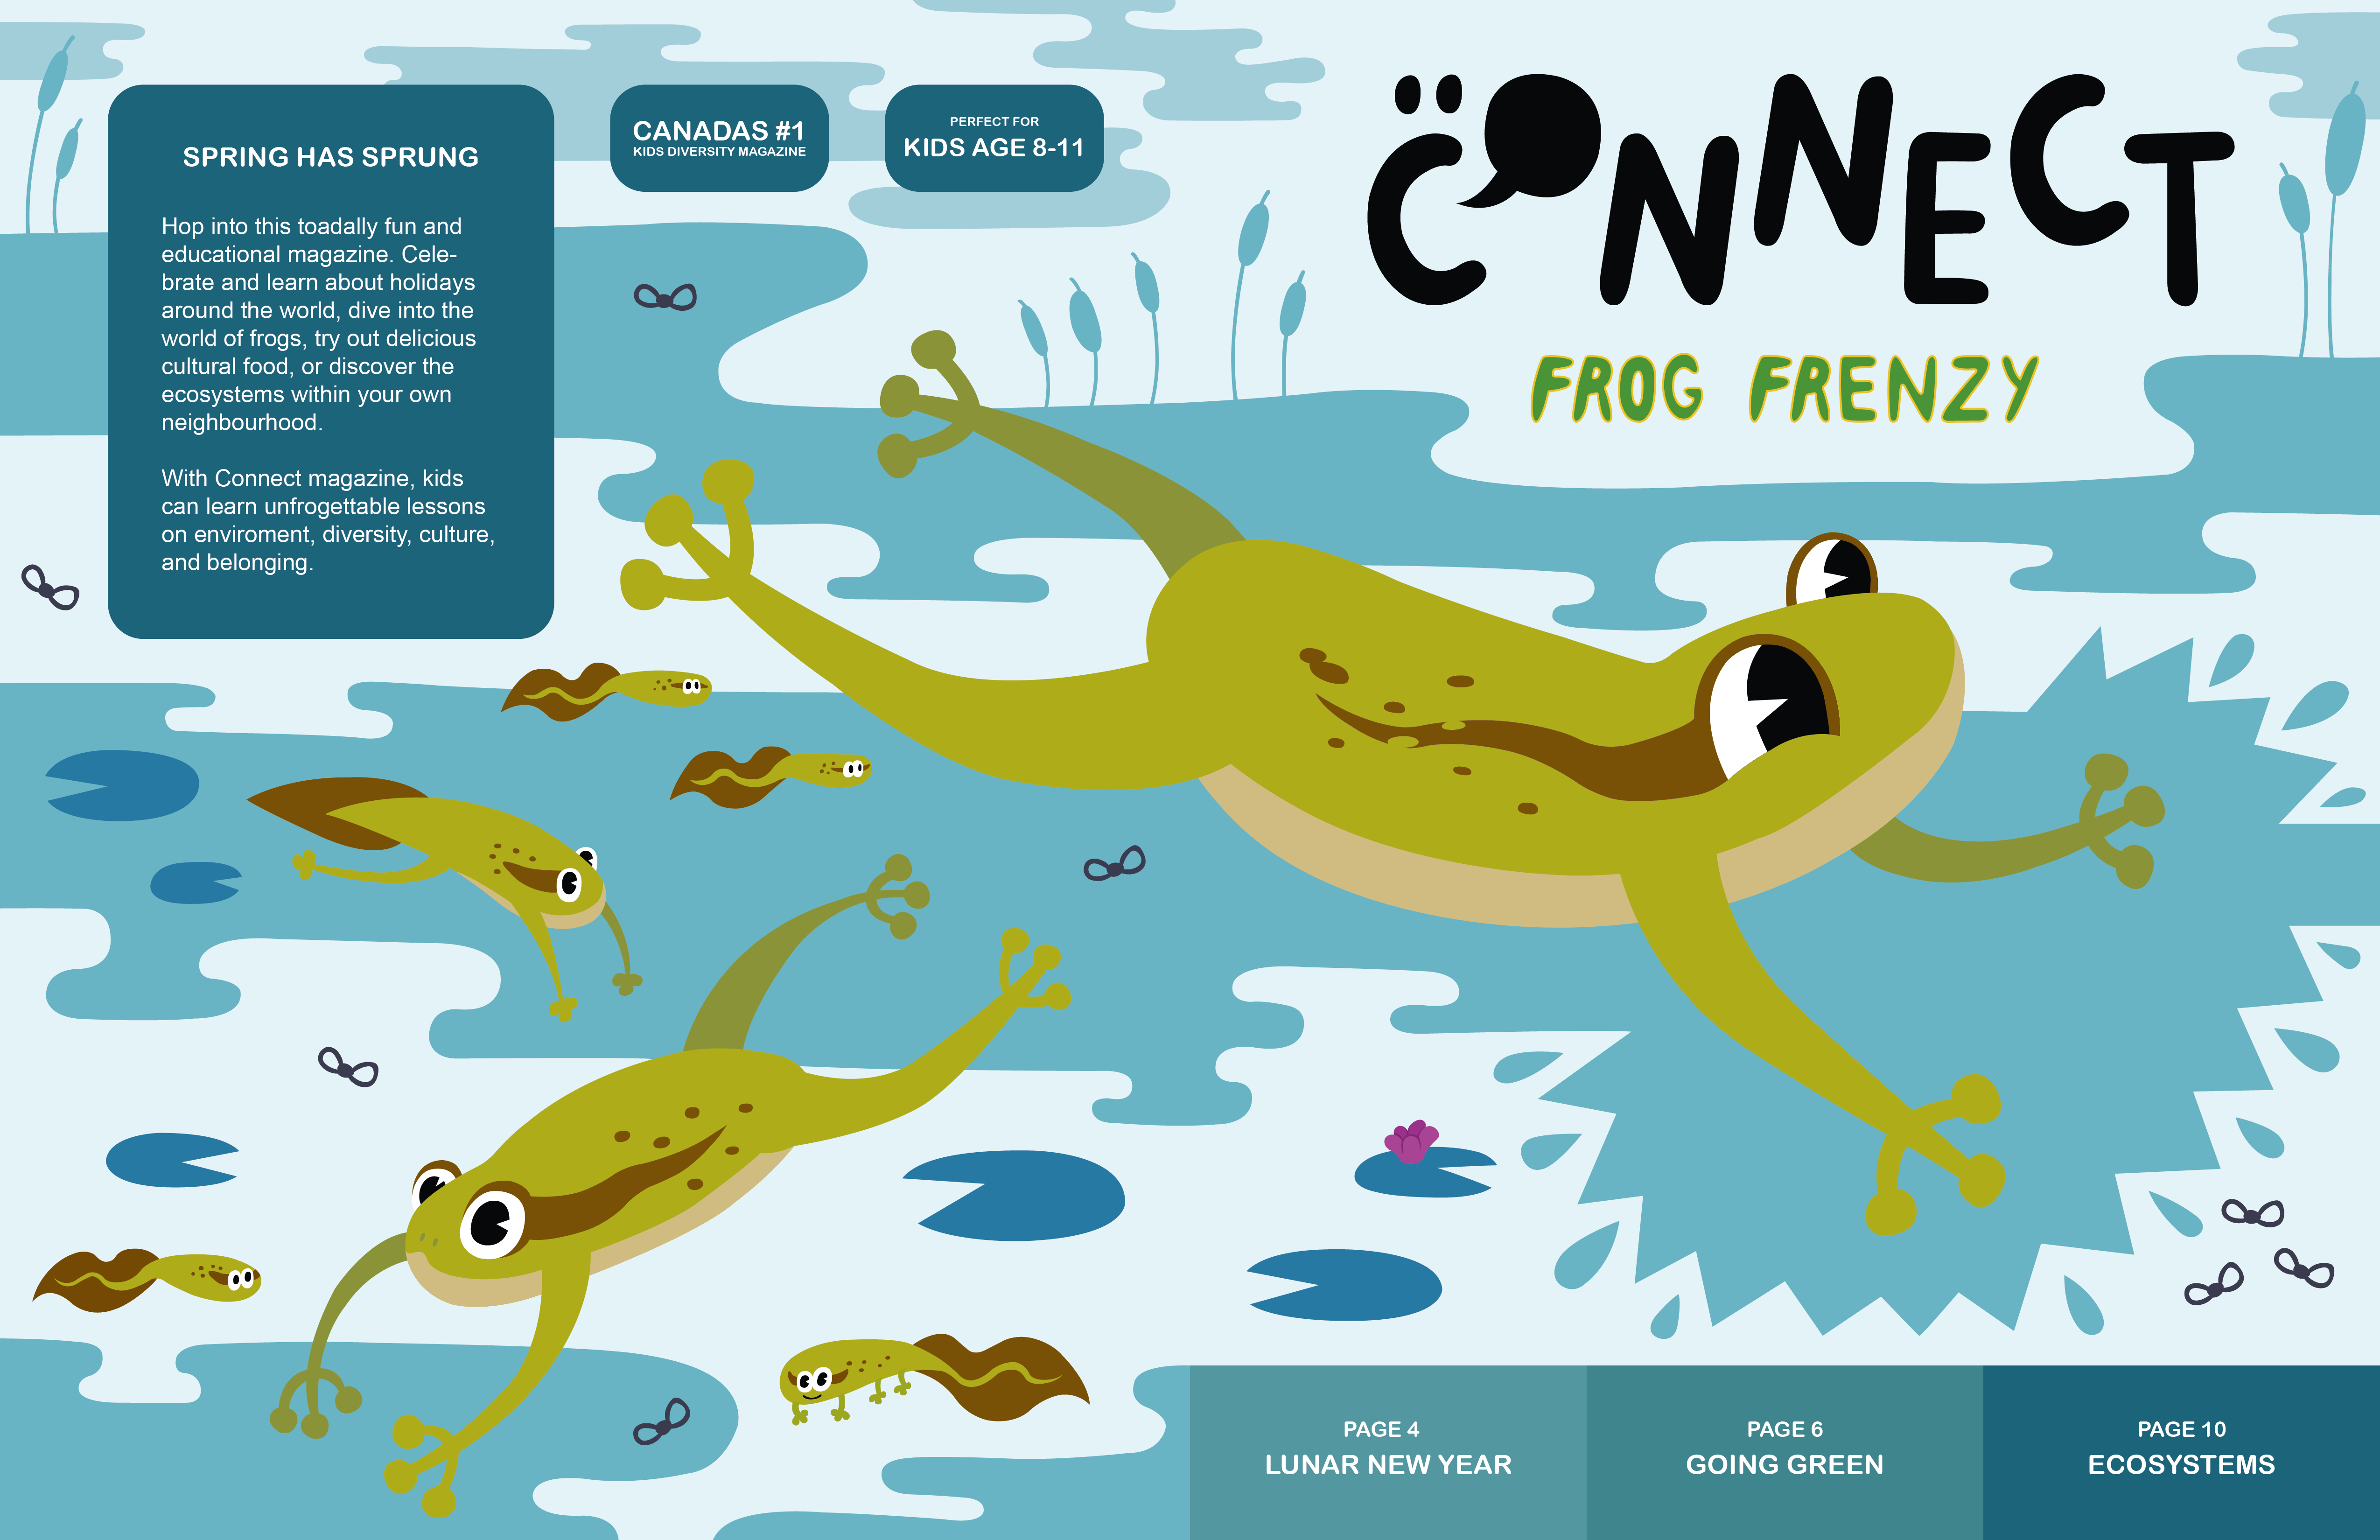 SPRING HAS SPRUNG
Hop into this toadally fun and
educational magazine. Cele-
brate and learn about holidays
around the world, dive into the
world of frogs, try out delicious
cultural food, or discover the
ecosystems within your own
neighbourhood.
With Connect magazine, kids
can learn unfrogettable lessons
on enviroment, diversity, culture,
and belonging.
CANADAS #1
KIDS DIVERSITY MAGAZINE
PERFECT FOR
KIDS AGE 8-11
CONNECT
FROG FRENZY
PAGE 4
LUNAR NEW YEAR
PAGE 6
GOING GREEN
PAGE 10
ECOSYSTEMS